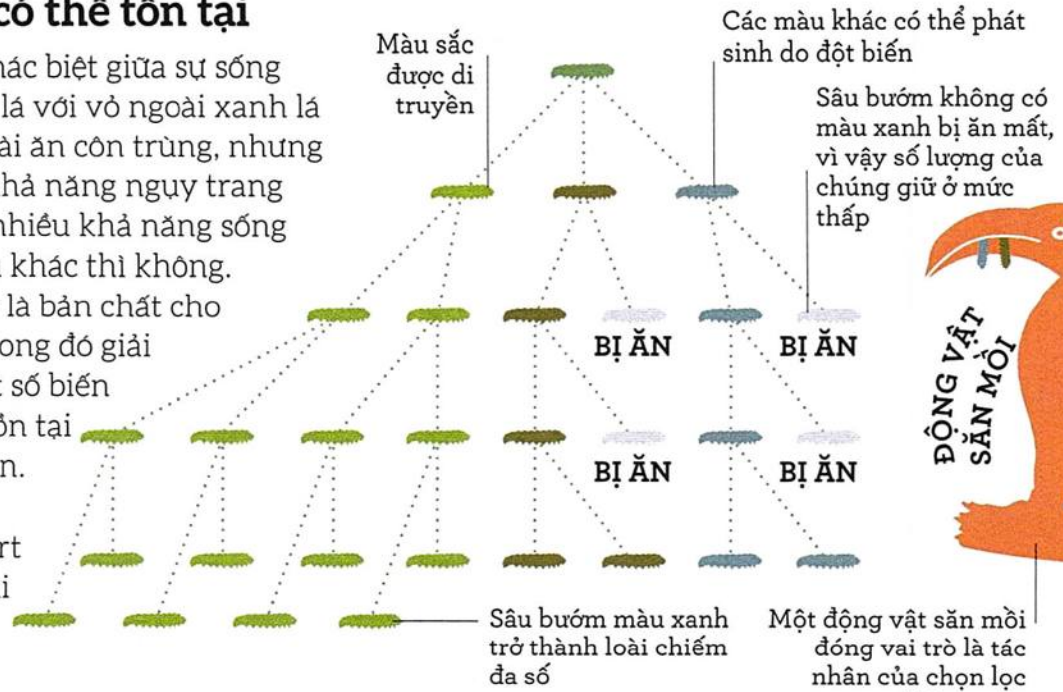 có thể tồn tại
hác biệt giữa sự sống
lá với vỏ ngoài xanh lá
ài ăn côn trùng, nhưng
hả năng ngụy trang
nhiều khả năng sống
khác thì không.
là bản chất cho
ong đó giải
số biến
ồn tại
n.
rt
i
Màu sắc
được di
truyền
Các màu khác có thể phát
sinh do đột biến
Sâu bướm không có
màu xanh bị ăn mất,
vì vậy số lượng của
chúng giữ ở mức
thấp
BỊ ĂN
BỊ ĂN
BỊ ĂN
BỊ ĂN
ĐỘNG VẬT
SĂN MỒI
Sâu bướm màu xanh
trở thành loài chiếm
đa số
Một động vật săn mồi
đóng vai trò là tác
nhân của chọn lọc